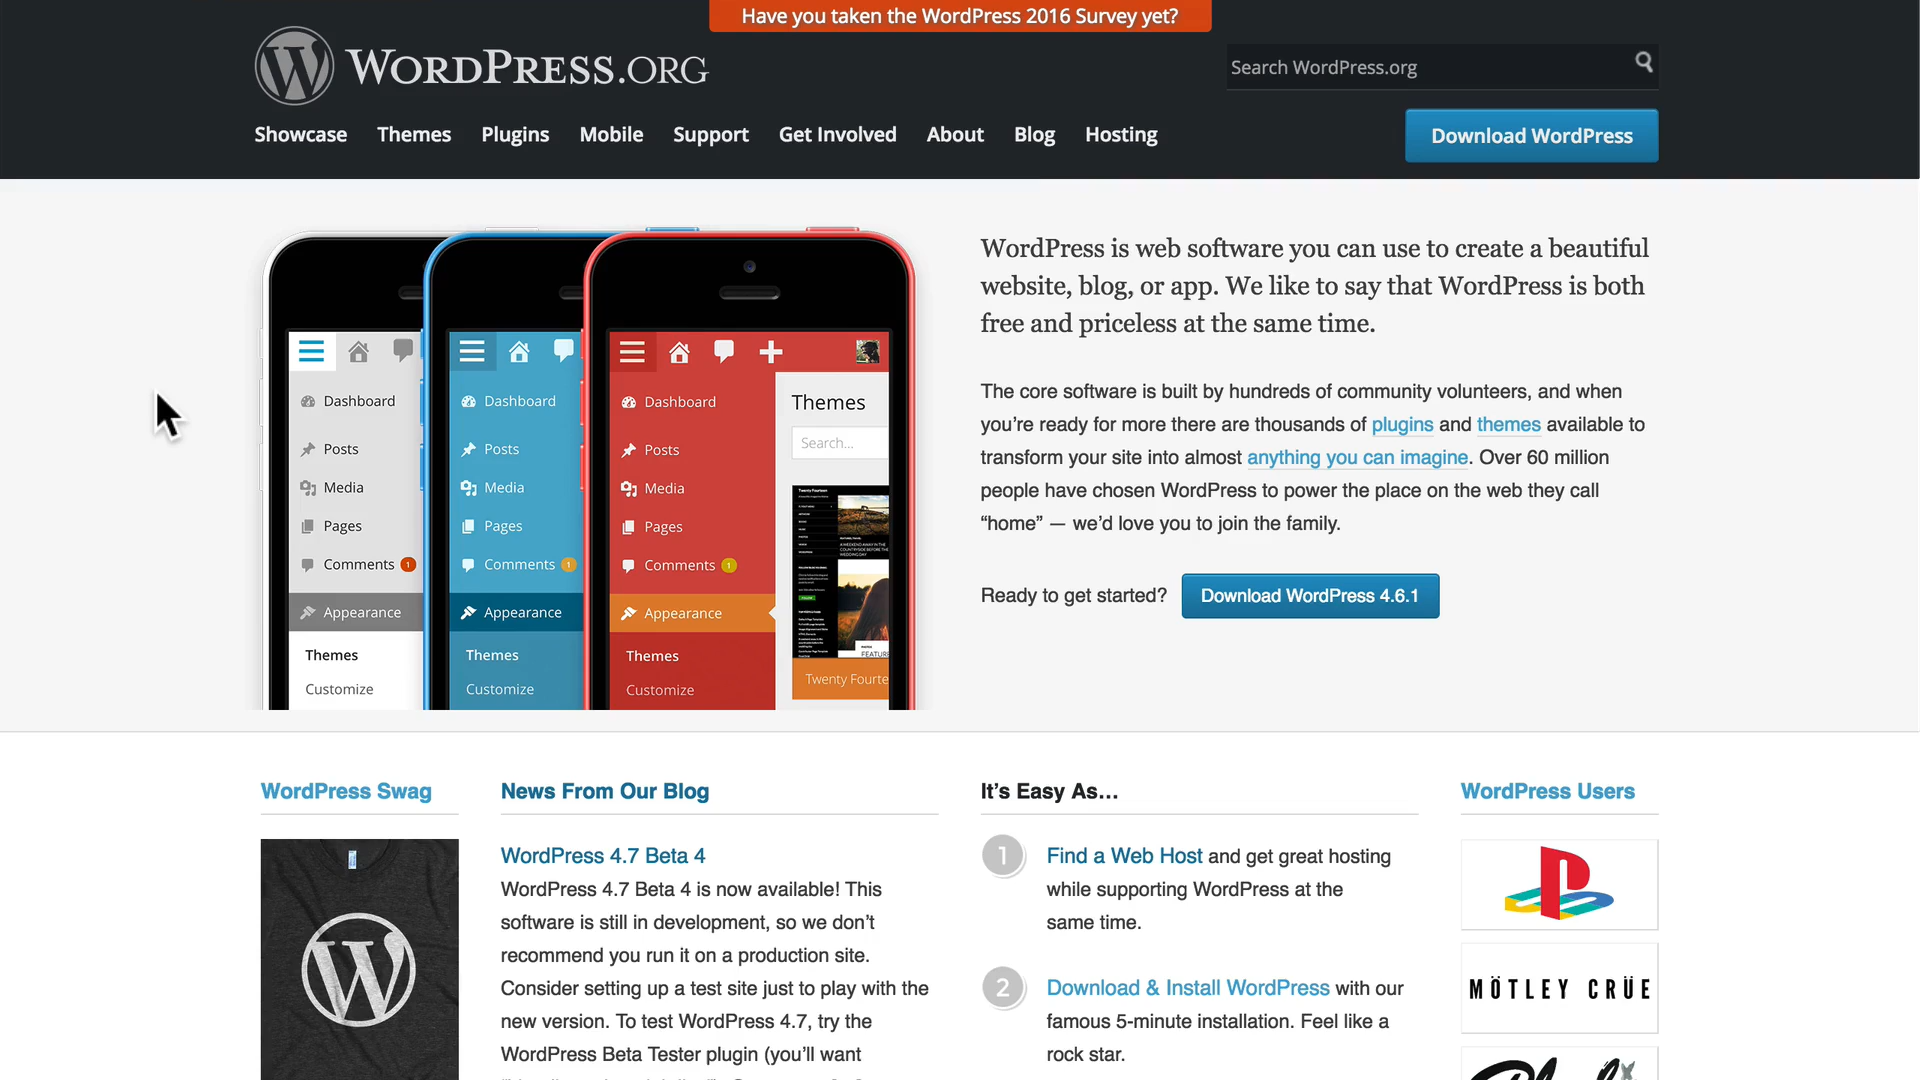 Have you taken the WordPress 2016 Survey yet?
WORDPRESS.ORG
Search WordPress.org
Showcase Themes Plugins Mobile Support Get Involved About Blog Hosting
Download WordPress
Dashboard
Posts
Media
Pages
Comments 1
Appearance
Themes
Customize
Dashboard
Posts
Media
Pages
Comments 1
Appearance
Themes
Customize
Dashboard
Posts
Media
Pages
Comments 1
Appearance
Themes
Customize
Themes
Search...
Twenty Fourteen
Twenty Fourte
WordPress is web software you can use to create a beautiful
website, blog, or app. We like to say that WordPress is both
free and priceless at the same time.
The core software is built by hundreds of community volunteers, and when
you’re ready for more there are thousands of plugins and themes available to
transform your site into almost anything you can imagine. Over 60 million
people have chosen WordPress to power the place on the web they call
“home” — we’d love you to join the family.
Ready to get started? Download WordPress 4.6.1
WordPress Swag
News From Our Blog
WordPress 4.7 Beta 4
WordPress 4.7 Beta 4 is now available! This
software is still in development, so we don’t
recommend you run it on a production site.
Consider setting up a test site just to play with the
new version. To test WordPress 4.7, try the
WordPress Beta Tester plugin (you’ll want
It’s Easy As…
1 Find a Web Host and get great hosting
while supporting WordPress at the
same time.
2 Download & Install WordPress with our
famous 5-minute installation. Feel like a
rock star.
WordPress Users
MÖTLEY CRÜE